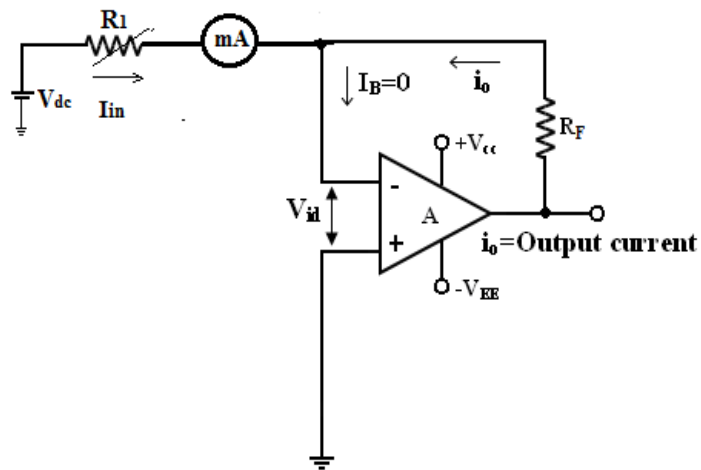 R1
mA
Vdc
Iin
IB=0
io
RF
+Vcc
Vid
-
A
+
io=Output current
-VEE